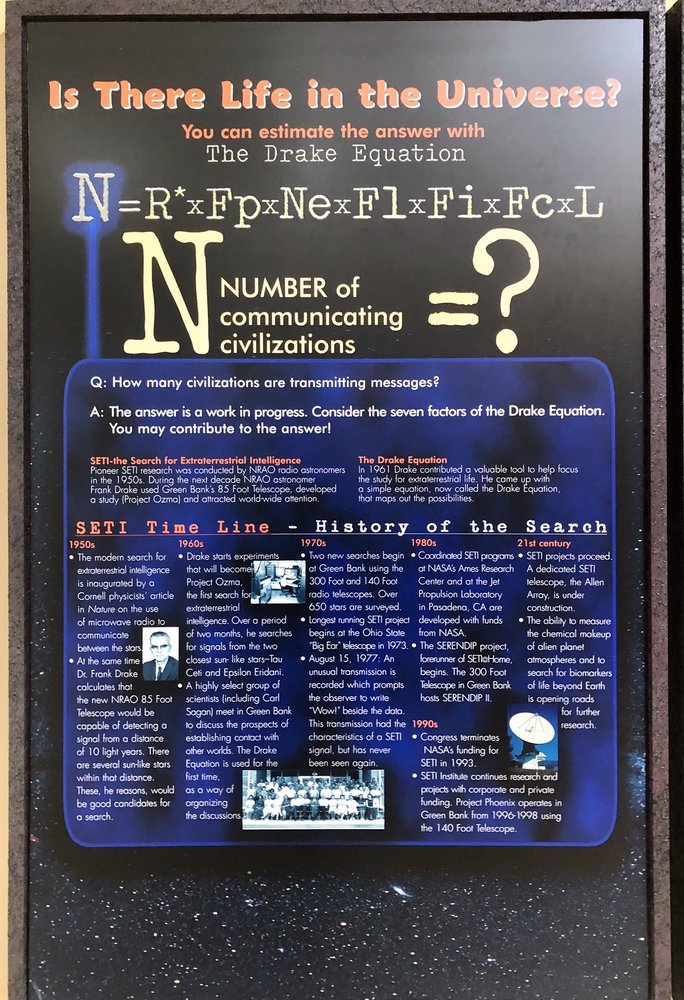 Is There Life in the Universe?
You can estimate the answer with
The Drake Equation
N=R*xFpxNexFlxFixFcxL
N
NUMBER of
communicating
civilizations
=?
Q: How many civilizations are transmitting messages?
A: The answer is a work in progress. Consider the seven factors of the Drake Equation.
You may contribute to the answer!
SETI-the Search for Extraterrestrial Intelligence
Pioneer SETI research was conducted by NRAO radio astronomers
in the 1950s. During the next decade NRAO astronomer
Frank Drake used Green Bank's 85 Foot Telescope, developed
a study (Project Ozma) and attracted world-wide attention.
The Drake Equation
In 1961 Drake contributed a valuable tool to help focus
the study for extraterrestrial life. He came up with
a simple equation, now called the Drake Equation,
that maps out the possibilities.
SETI Time Line - History of the Search
1950s
• The modern search for
extraterrestrial intelligence
is inaugurated by a
Cornell physicists' article
in Nature on the use
of microwave radio to
communicate
between the stars.
• At the same time
Dr. Frank Drake
calculates that
the new NRAO 85 Foot
Telescope would be
capable of detecting a
signal from a distance
of 10 light years. There
are several sun-like stars
within that distance.
These, he reasons, would
be good candidates for
a search.
1960s
• Drake starts experiments
that will become
Project Ozma,
the first search for
extraterrestrial
intelligence. Over a period
of two months, he searches
for signals from the two
closest sun- like stars–Tau
Ceti and Epsilon Eridani.
• A highly select group of
scientists (including Carl
Sagan) meet in Green Bank
to discuss the prospects of
establishing contact with
other worlds. The Drake
Equation is used for the
first time,
as a way of
organizing
the discussions.
1970s
• Two new searches begin
at Green Bank using the
300 Foot and 140 Foot
radio telescopes. Over
650 stars are surveyed.
• Longest running SETI project
begins at the Ohio State
"Big Ear" telescope in 1973.
• August 15, 1977: An
unusual transmission is
recorded which prompts
the observer to write
"Wow!" beside the data.
This transmission had the
characteristics of a SETI
signal, but has never
been seen again.
1980s
• Coordinated SETI programs
at NASA's Ames Research
Center and at the Jet
Propulsion Laboratory
in Pasadena, CA are
developed with funds
from NASA.
• The SERENDIP project,
forerunner of SETI@Home,
begins. The 300 Foot
Telescope in Green Bank
hosts SERENDIP II.
1990s
• Congress terminates
NASA's funding for
SETI in 1993.
• SETI Institute continues research and
projects with corporate and private
funding. Project Phoenix operates in
Green Bank from 1996-1998 using
the 140 Foot Telescope.
21st century
• SETI projects proceed.
A dedicated SETI
telescope, the Allen
Array, is under
construction.
• The ability to measure
the chemical makeup
of alien planet
atmospheres and to
search for biomarkers
of life beyond Earth
is opening roads
for further
research.